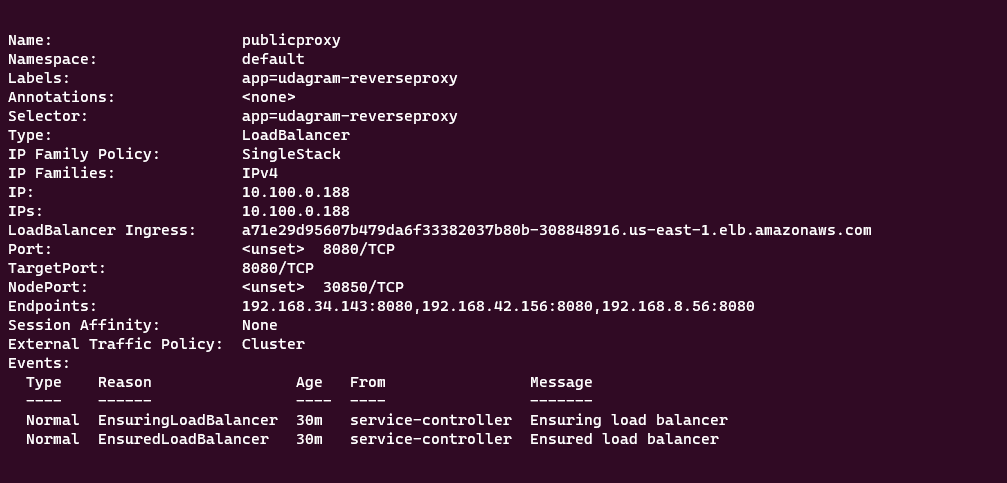 Name:                     publicproxy
Namespace:                default
Labels:                   app=udagram-reverseproxy
Annotations:              <none>
Selector:                 app=udagram-reverseproxy
Type:                     LoadBalancer
IP Family Policy:         SingleStack
IP Families:              IPv4
IP:                       10.100.0.188
IPs:                      10.100.0.188
LoadBalancer Ingress:     a71e29d95607b479da6f33382037b80b-308848916.us-east-1.elb.amazonaws.com
Port:                     <unset>  8080/TCP
TargetPort:               8080/TCP
NodePort:                 <unset>  30850/TCP
Endpoints:                192.168.34.143:8080,192.168.42.156:8080,192.168.8.56:8080
Session Affinity:         None
External Traffic Policy:  Cluster
Events:
  Type    Reason                Age   From                Message
  ----    ------                ----  ----                -------
  Normal  EnsuringLoadBalancer  30m   service-controller  Ensuring load balancer
  Normal  EnsuredLoadBalancer   30m   service-controller  Ensured load balancer